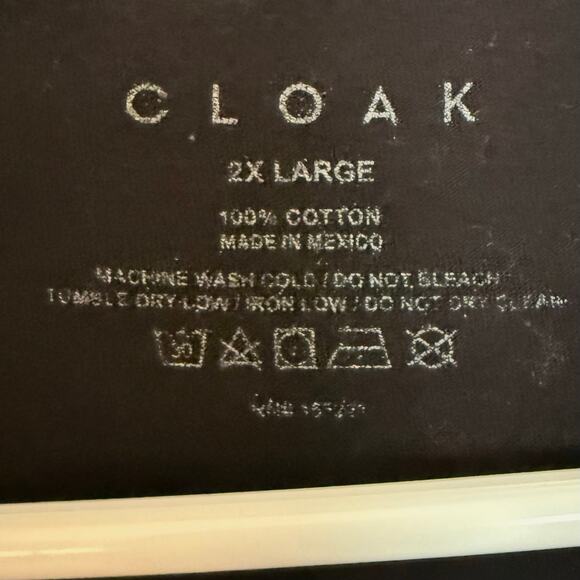 CLOAK
2X LARGE
100% COTTON
MADE IN MEXICO
MACHINE WASH COLD / DO NOT BLEACH
TUMBLE DRY LOW / IRON LOW / DO NOT DRY CLEAN
30